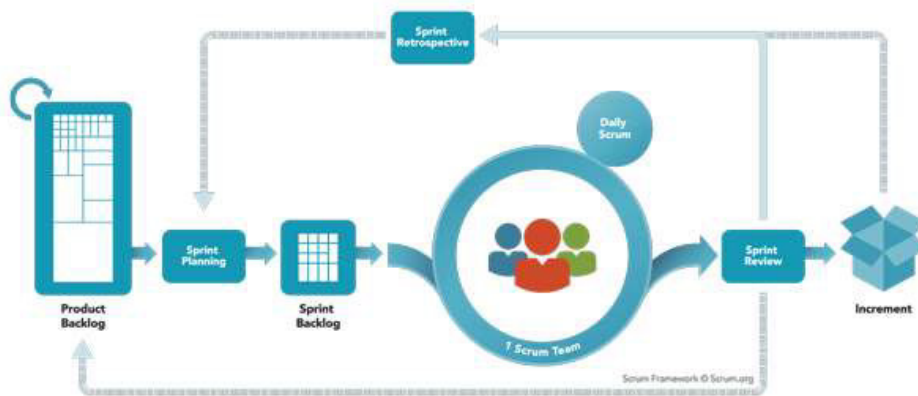 Sprint
Retrospective
Daily
Scrum
Sprint
Planning
Sprint
Review
Product
Backlog
Sprint
Backlog
Increment
1 Scrum Team
Scrum Framework © Scrum.org